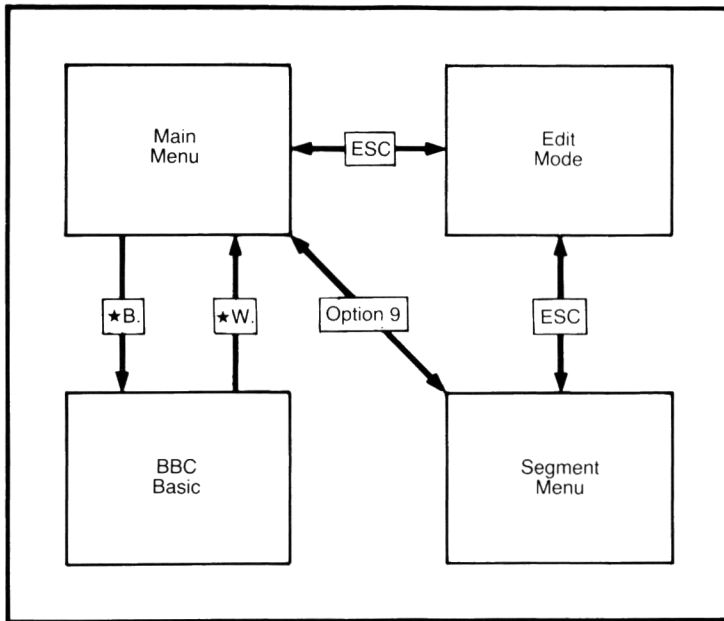 Main
Menu
ESC
Edit
Mode
★B.
★W.
Option 9
ESC
BBC
Basic
Segment
Menu